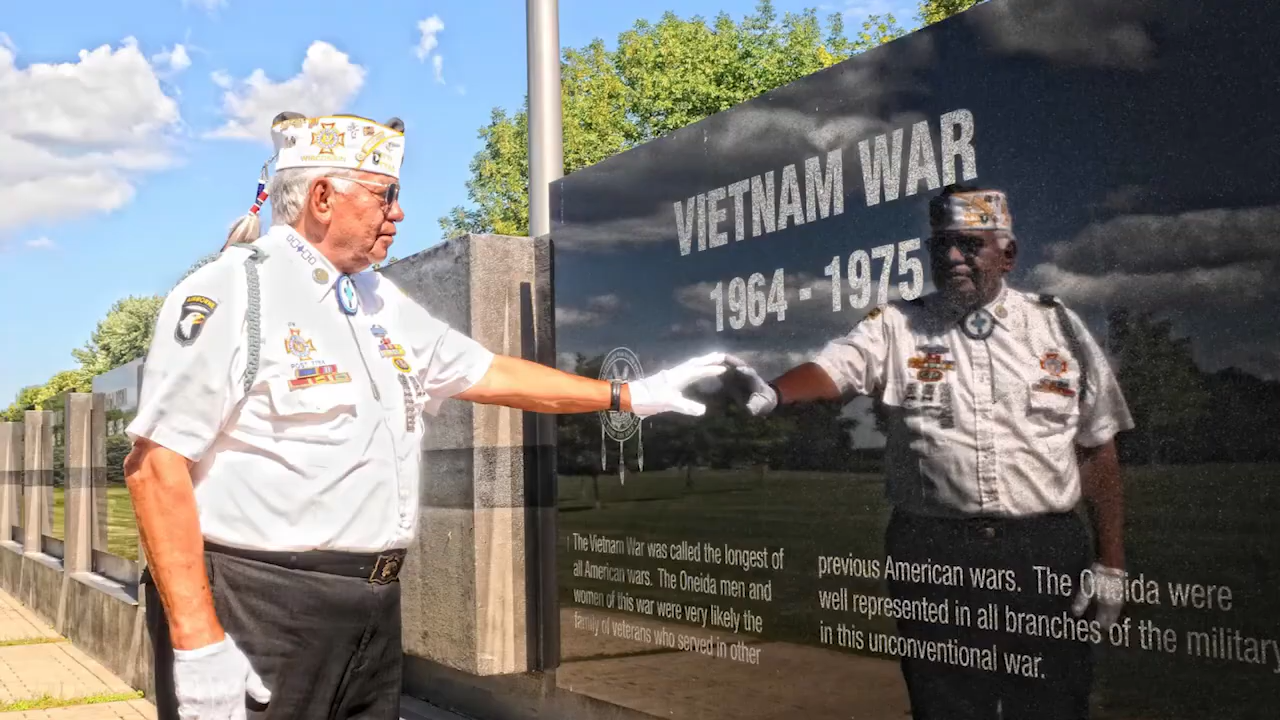 VIETNAM WAR
1964 - 1975
AIRBORNE
The Vietnam War was called the longest of
all American wars. The Oneida men and
women of this war were very likely the
family of veterans who served in other
previous American wars. The Oneida were
well represented in all branches of the military
in this unconventional war.